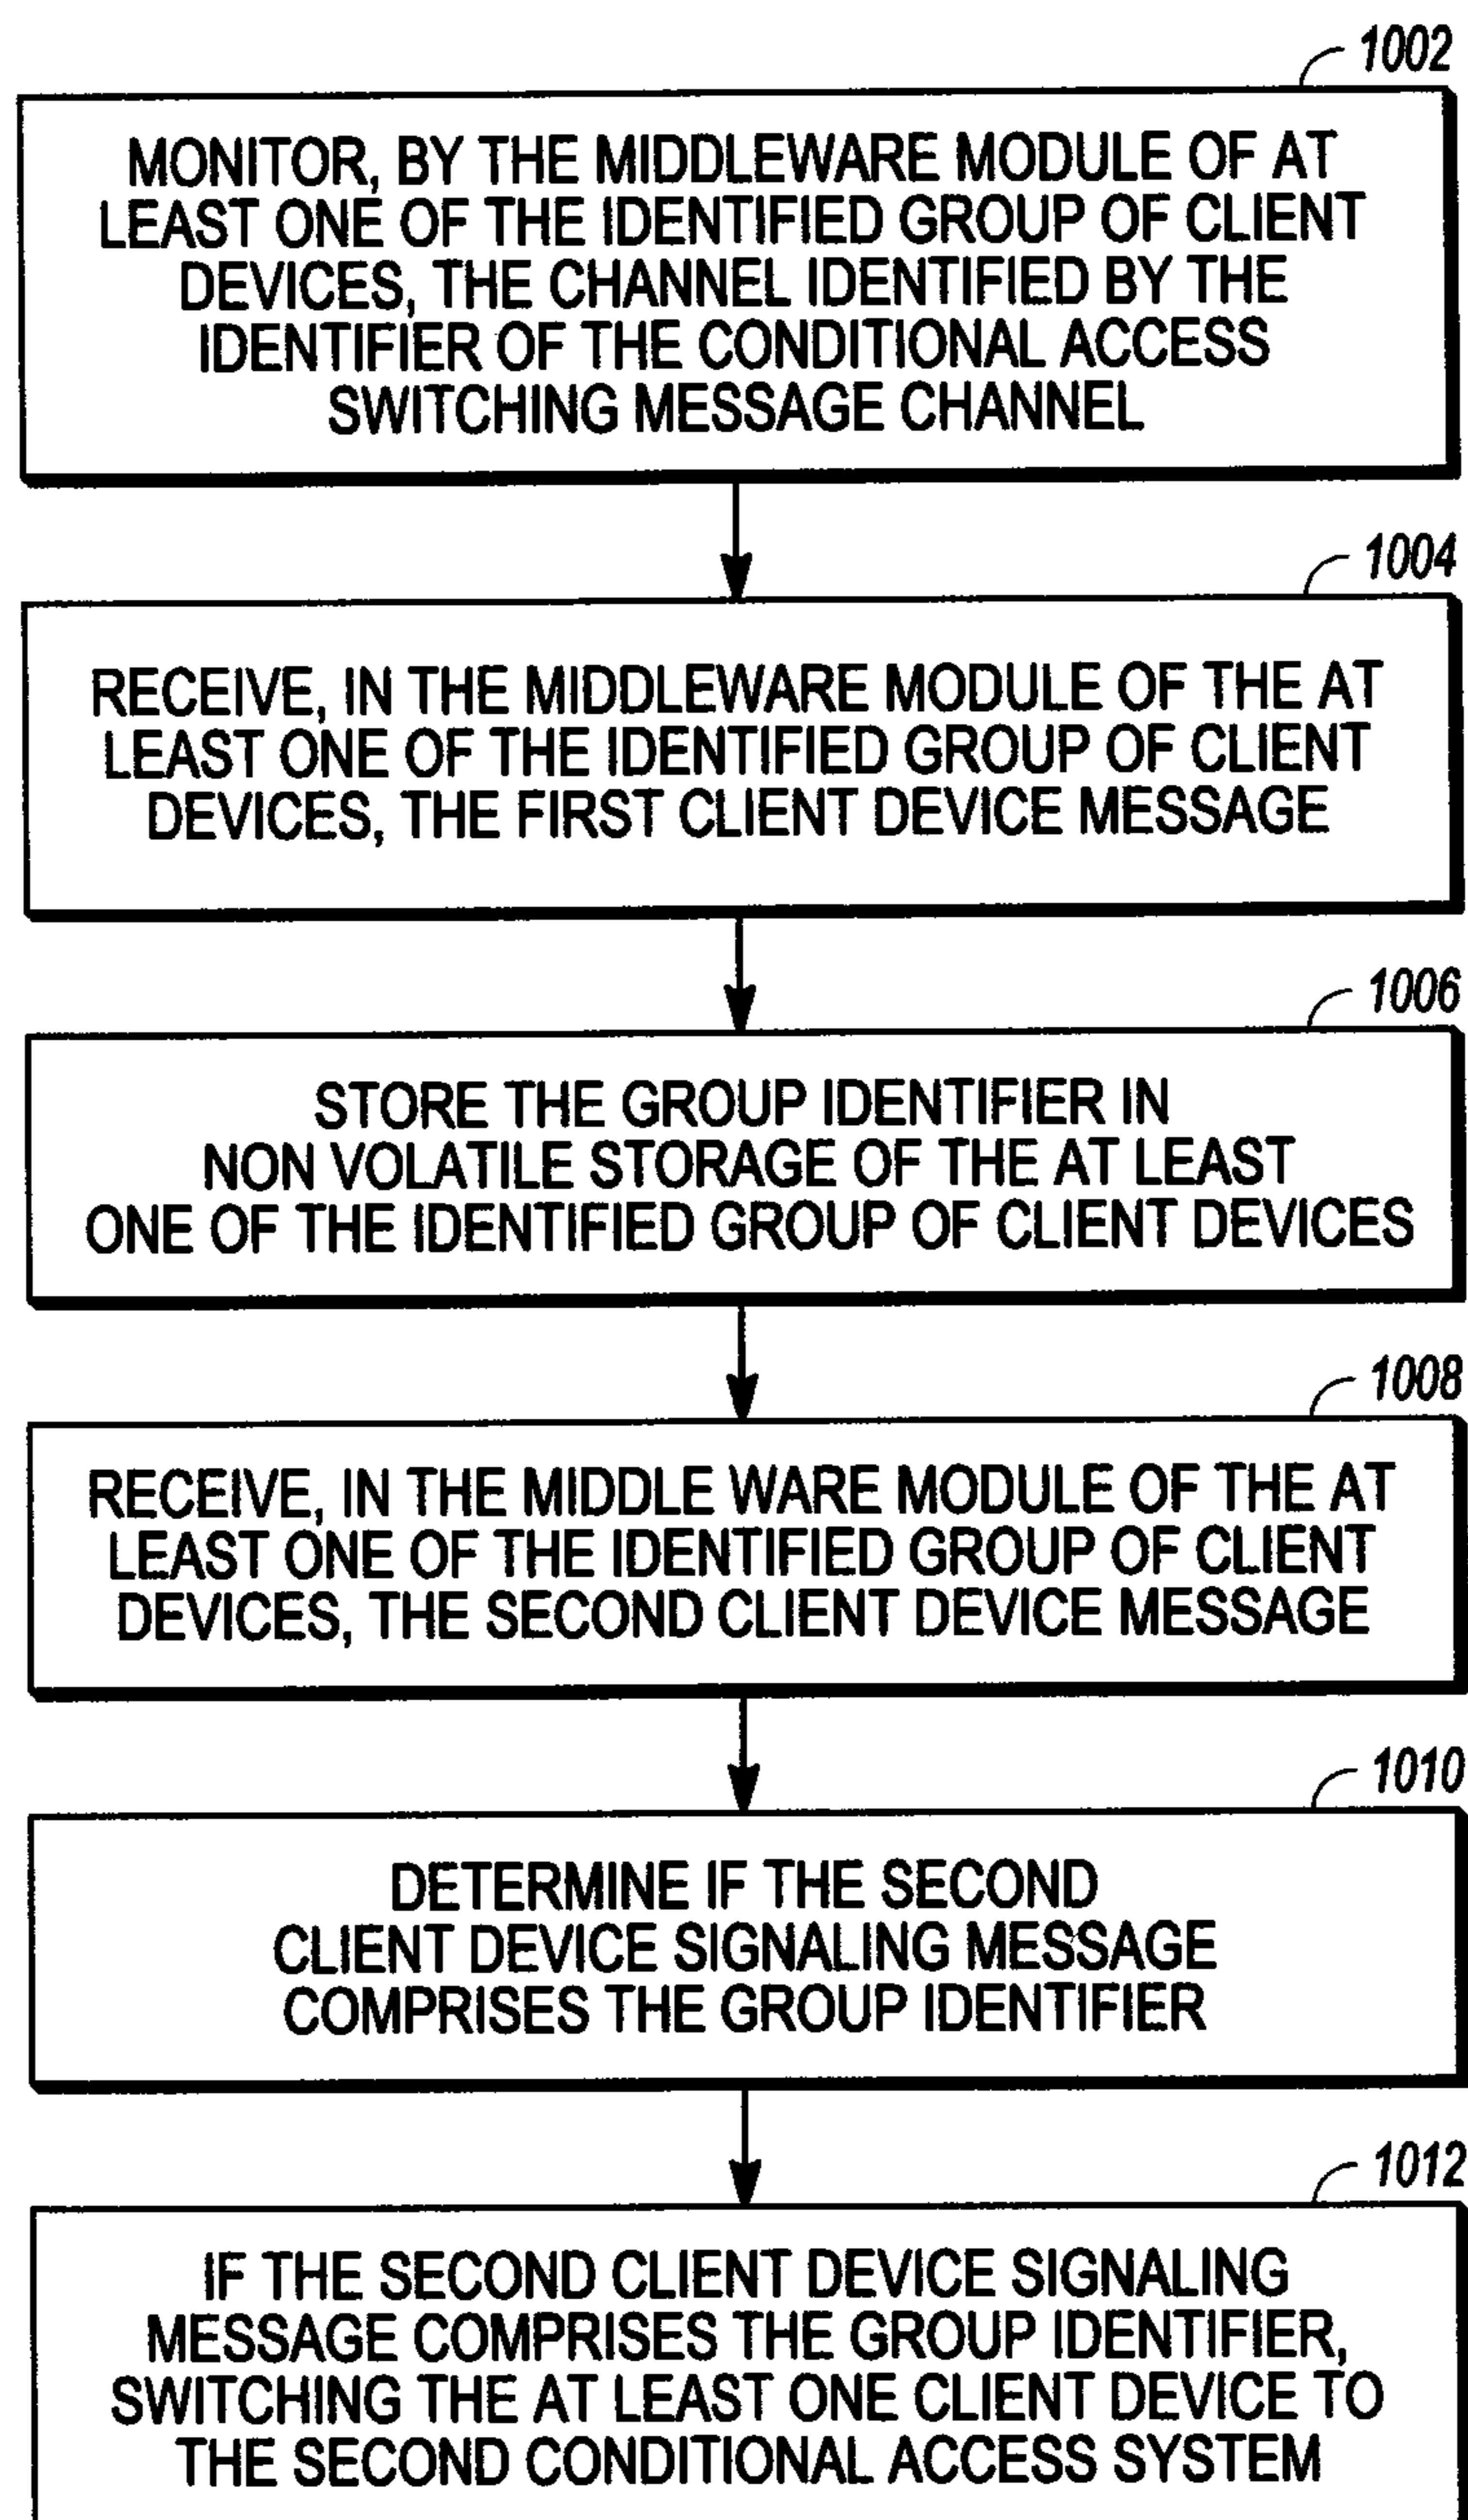 1002
MONITOR, BY THE MIDDLEWARE MODULE OF AT
LEAST ONE OF THE IDENTIFIED GROUP OF CLIENT
DEVICES, THE CHANNEL IDENTIFIED BY THE
IDENTIFIER OF THE CONDITIONAL ACCESS
SWITCHING MESSAGE CHANNEL
1004
RECEIVE, IN THE MIDDLEWARE MODULE OF THE AT
LEAST ONE OF THE IDENTIFIED GROUP OF CLIENT
DEVICES, THE FIRST CLIENT DEVICE MESSAGE
1006
STORE THE GROUP IDENTIFIER IN
NON VOLATILE STORAGE OF THE AT LEAST
ONE OF THE IDENTIFIED GROUP OF CLIENT DEVICES
1008
RECEIVE, IN THE MIDDLE WARE MODULE OF THE AT
LEAST ONE OF THE IDENTIFIED GROUP OF CLIENT
DEVICES, THE SECOND CLIENT DEVICE MESSAGE
1010
DETERMINE IF THE SECOND
CLIENT DEVICE SIGNALING MESSAGE
COMPRISES THE GROUP IDENTIFIER
1012
IF THE SECOND CLIENT DEVICE SIGNALING
MESSAGE COMPRISES THE GROUP IDENTIFIER,
SWITCHING THE AT LEAST ONE CLIENT DEVICE TO
THE SECOND CONDITIONAL ACCESS SYSTEM